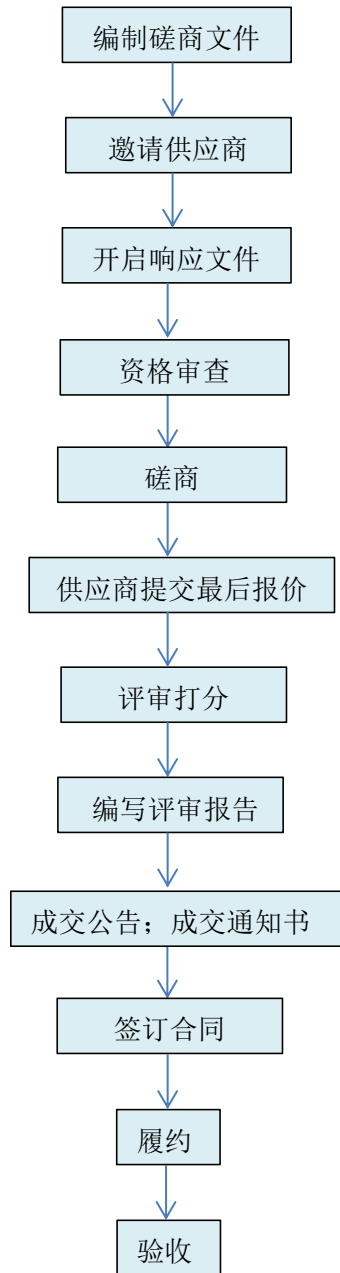 编制磋商文件
邀请供应商
开启响应文件
资格审查
磋商
供应商提交最后报价
评审打分
编写评审报告
成交公告；成交通知书
签订合同
履约
验收